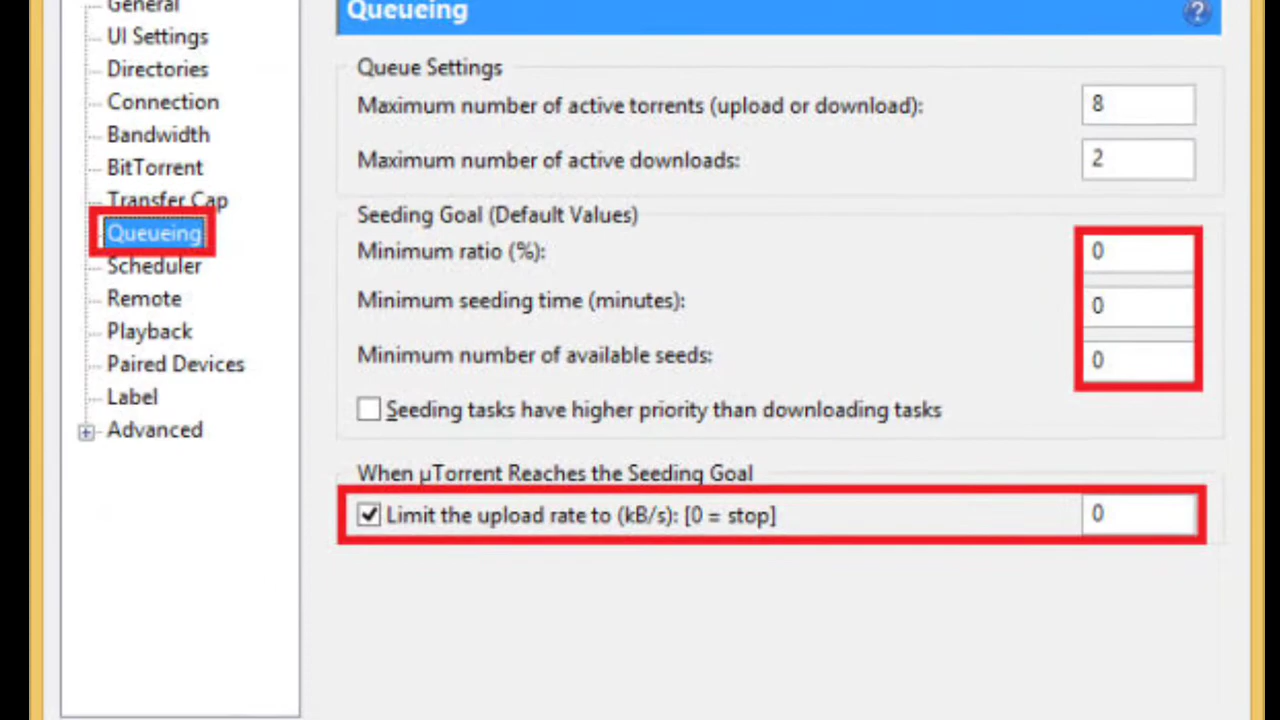 General
UI Settings
Directories
Connection
Bandwidth
BitTorrent
Transfer Cap
Queueing
Scheduler
Remote
Playback
Paired Devices
Label
Advanced
Queueing
?
Queue Settings
Maximum number of active torrents (upload or download): 8
Maximum number of active downloads: 2
Seeding Goal (Default Values)
Minimum ratio (%): 0
Minimum seeding time (minutes): 0
Minimum number of available seeds: 0
Seeding tasks have higher priority than downloading tasks
When µTorrent Reaches the Seeding Goal
Limit the upload rate to (kB/s): [0 = stop] 0